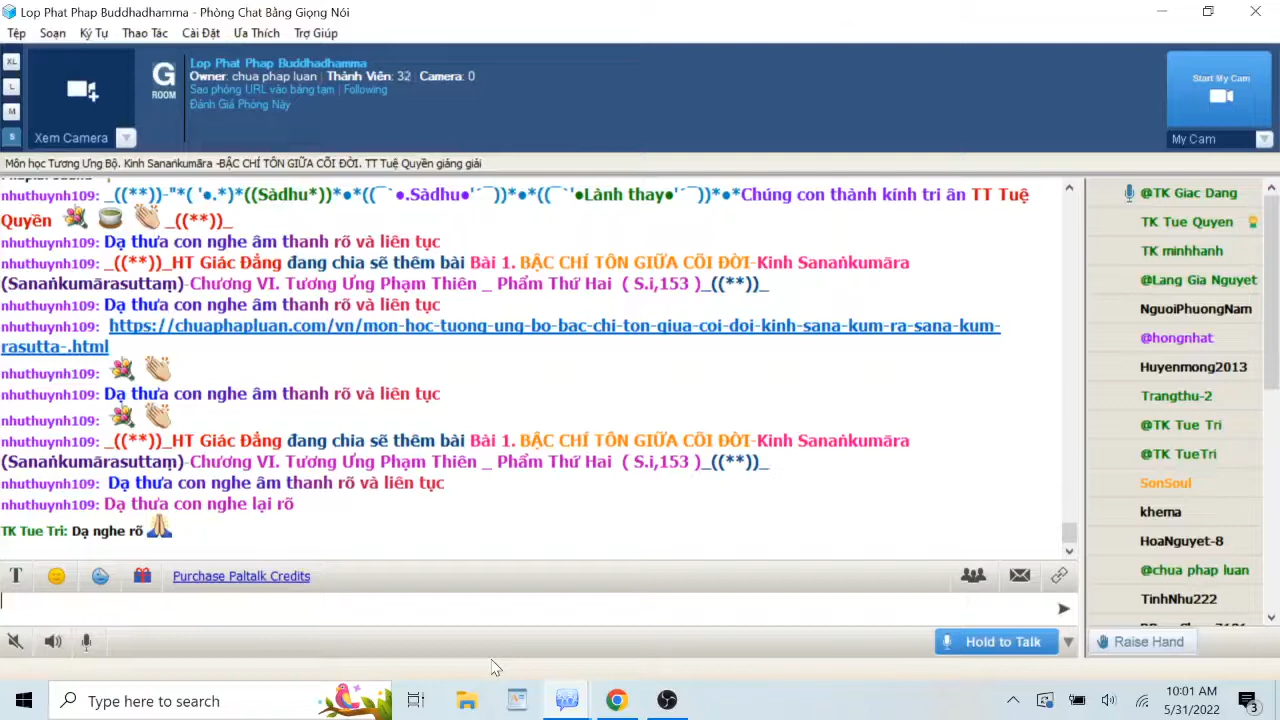 Lop Phat Phap Buddhadhamma - Phòng Chat Bằng Giọng Nói
Tệp Soạn Ký Tự Thao Tác Cài Đặt Ưa Thích Trợ Giúp
XL
L
M
S
Xem Camera
G
ROOM
Lop Phat Phap Buddhadhamma
Owner: chua phap luan | Thành Viên: 32 | Camera: 0
Sao phỏng URL vào bảng tạm | Following
Đánh Giá Phòng Này
Start My Cam
My Cam
Môn học Tương Ưng Bộ. Kinh Sanaṅkumāra -BẬC CHÍ TÔN GIỮA CÕI ĐỜI. TT Tuệ Quyền giảng giải
nhuthuynh109: _((**))-"*( '●.*)*((Sàdhu*))*●*((¯`●.Sàdhu●'´¯))*●*((¯`'●Lành thay●'´¯))*●*Chúng con thành kính tri ân TT Tuệ
Quyền _((**))_
nhuthuynh109: Dạ thưa con nghe âm thanh rõ và liên tục
nhuthuynh109: _((**))_HT Giác Đẳng đang chia sẽ thêm bài Bài 1. BẬC CHÍ TÔN GIỮA CÕI ĐỜI-Kinh Sanaṅkumāra
(Sanaṅkumārasuttaṃ)-Chương VI. Tương Ưng Phạm Thiên _ Phẩm Thứ Hai ( S.i,153 )_((**))_
nhuthuynh109: Dạ thưa con nghe âm thanh rõ và liên tục
nhuthuynh109: https://chuaphapluan.com/vn/mon-hoc-tuong-ung-bo-bac-chi-ton-giua-coi-doi-kinh-sana-kum-ra-sana-kum-
rasutta-.html
nhuthuynh109:
nhuthuynh109: Dạ thưa con nghe âm thanh rõ và liên tục
nhuthuynh109:
nhuthuynh109: _((**))_HT Giác Đẳng đang chia sẽ thêm bài Bài 1. BẬC CHÍ TÔN GIỮA CÕI ĐỜI-Kinh Sanaṅkumāra
(Sanaṅkumārasuttaṃ)-Chương VI. Tương Ưng Phạm Thiên _ Phẩm Thứ Hai ( S.i,153 )_((**))_
nhuthuynh109: Dạ thưa con nghe âm thanh rõ và liên tục
nhuthuynh109: Dạ thưa con nghe lại rõ
TK Tue Tri: Dạ nghe rõ
@TK Giac Dang
TK Tue Quyen
TK minhhanh
@Lang Gia Nguyet
NguoiPhuongNam
@hongnhat
Huyenmong2013
Trangthu-2
@TK Tue Tri
@TK TueTri
SonSoul
khema
HoaNguyet-8
@chua phap luan
TinhNhu222
T
Purchase Paltalk Credits
Hold to Talk
Raise Hand
Type here to search
10:01 AM
5/31/2022
3